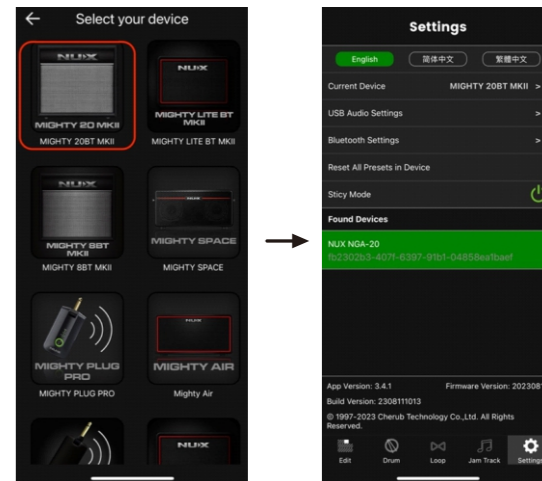 Select your device
NUX
NUX
MIGHTY 20 MKII
MIGHTY LITE BT
MKII
MIGHTY 20BT MKII
MIGHTY LITE BT MKII
NUX
NUX
MIGHTY 8BT
MKII
MIGHTY SPACE
MIGHTY 8BT MKII
MIGHTY SPACE
NUX
MIGHTY PLUG
PRO
MIGHTY AIR
MIGHTY PLUG PRO
Mighty Air
NUX
Settings
English
简体中文
繁體中文
Current Device
MIGHTY 20BT MKII >
USB Audio Settings >
Bluetooth Settings >
Reset All Presets in Device
Sticy Mode
Found Devices
NUX NGA-20
fb2302b3-407f-6397-91b1-04858ea1baef
App Version: 3.4.1
Firmware Version: 202308
Build Version: 2308111013
© 1997-2023 Cherub Technology Co.,Ltd. All Rights
Reserved.
Edit
Drum
Loop
Jam Track
Settings